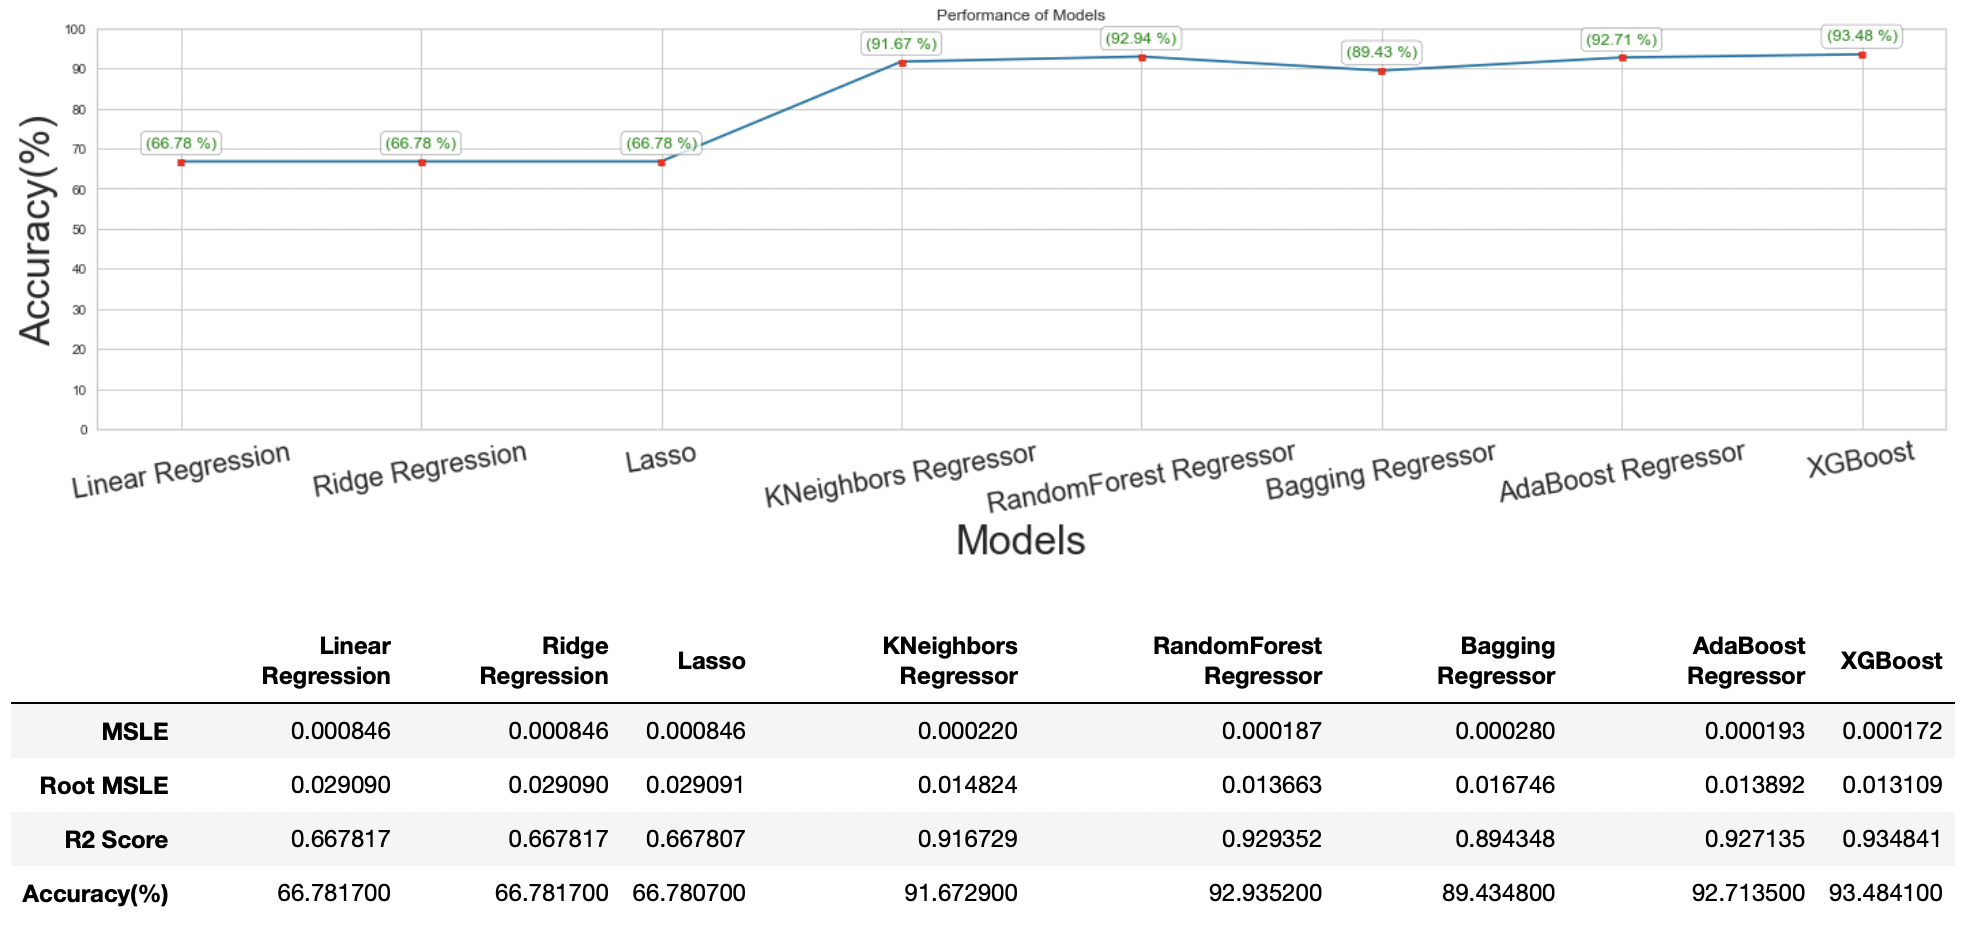 Performance of Models
100
90
80
70
60
50
40
30
20
10
0
Accuracy(%)
(66.78 %)
(66.78 %)
(66.78 %)
(91.67 %)
(92.94 %)
(89.43 %)
(92.71 %)
(93.48 %)
Linear Regression
Ridge Regression
Lasso
KNeighbors Regressor
RandomForest Regressor
Bagging Regressor
AdaBoost Regressor
XGBoost
Models
Linear Regression Ridge Regression Lasso KNeighbors Regressor RandomForest Regressor Bagging Regressor AdaBoost Regressor XGBoost
MSLE 0.000846 0.000846 0.000846 0.000220 0.000187 0.000280 0.000193 0.000172
Root MSLE 0.029090 0.029090 0.029091 0.014824 0.013663 0.016746 0.013892 0.013109
R2 Score 0.667817 0.667817 0.667807 0.916729 0.929352 0.894348 0.927135 0.934841
Accuracy(%) 66.781700 66.781700 66.780700 91.672900 92.935200 89.434800 92.713500 93.484100